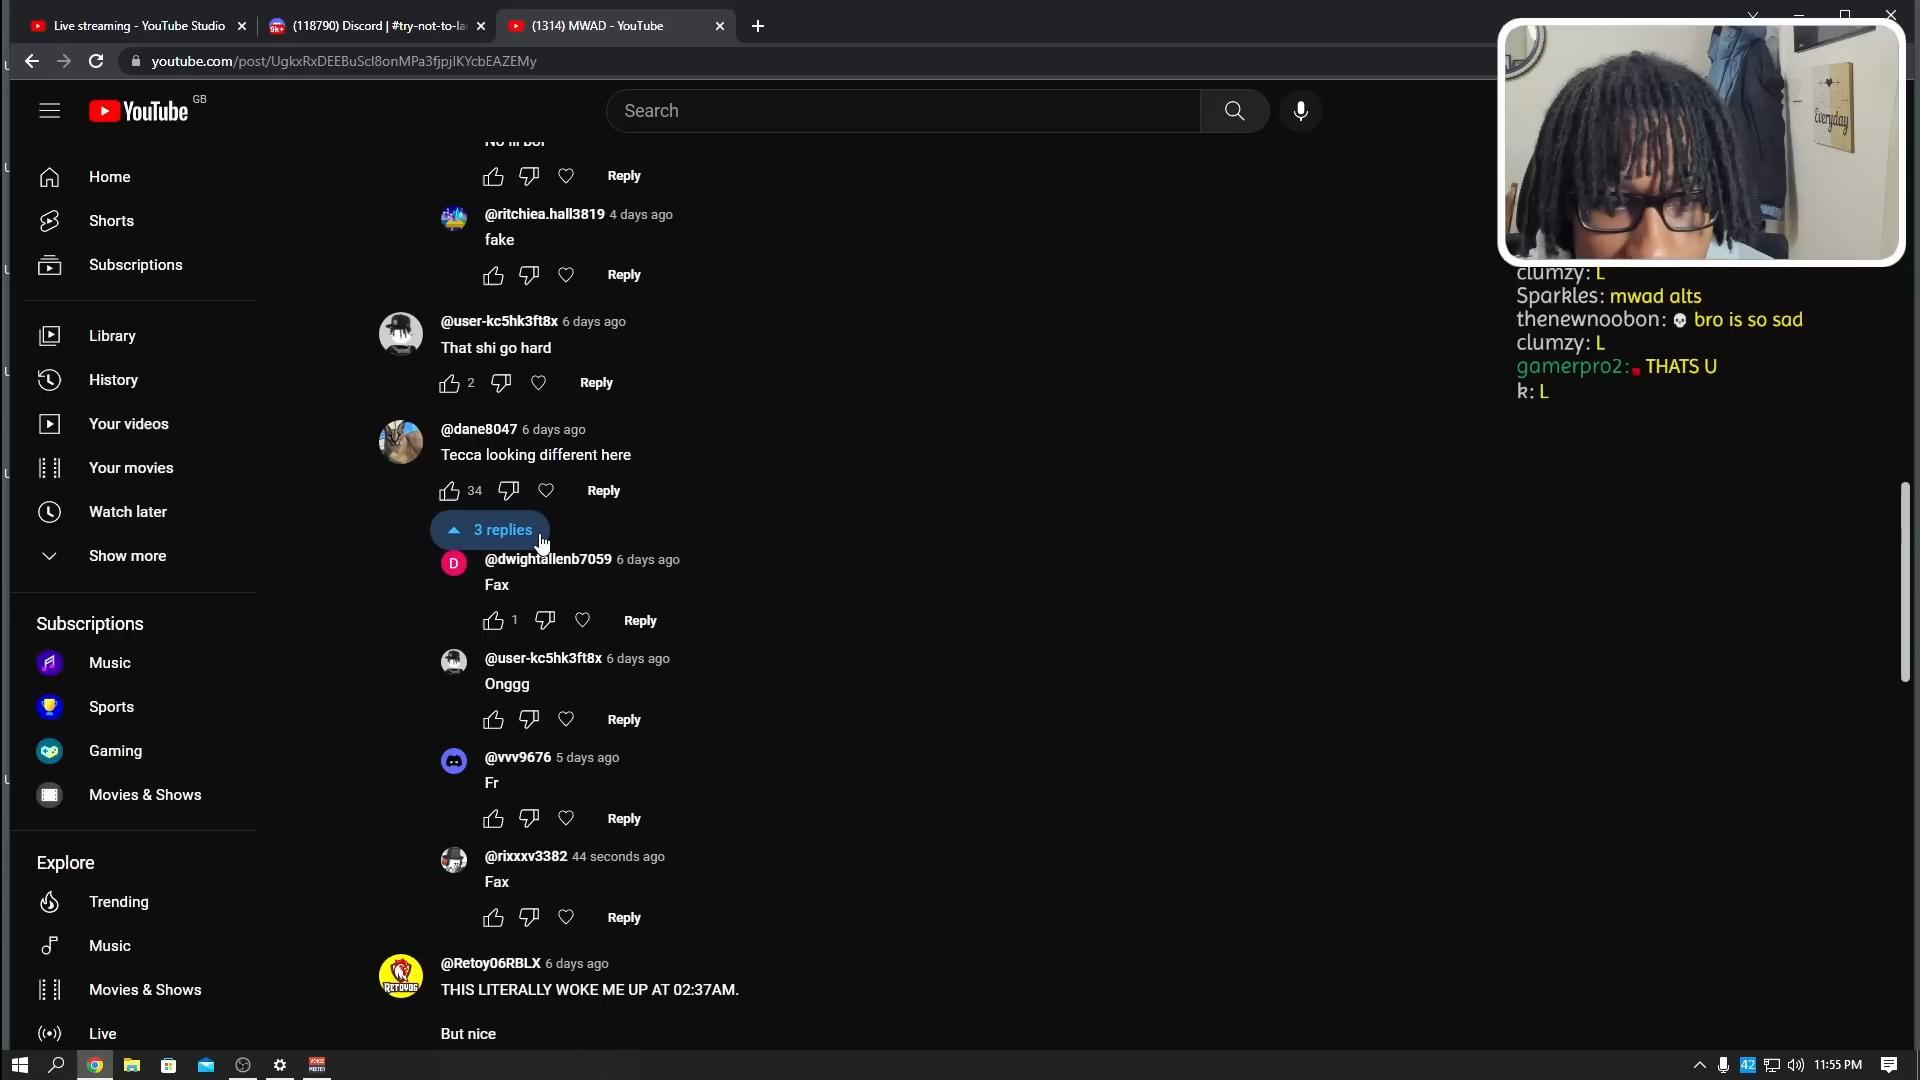 Live streaming - YouTube Studio
(118790) Discord | #try-not-to-la
(1314) MWAD - YouTube
youtube.com/post/UgkxRxDEEBuScI8onMPa3fjpjlKYcbEAZEMy
YouTube GB
Search
Home
Shorts
Subscriptions
Library
History
Your videos
Your movies
Watch later
Show more
Subscriptions
Music
Sports
Gaming
Movies & Shows
Explore
Trending
Music
Movies & Shows
Live
Reply
@ritchiea.hall3819 4 days ago
fake
Reply
@user-kc5hk3ft8x 6 days ago
That shi go hard
2 Reply
@dane8047 6 days ago
Tecca looking different here
34 Reply
3 replies
D
@dwightallenb7059 6 days ago
Fax
1 Reply
@user-kc5hk3ft8x 6 days ago
Onggg
Reply
@vvv9676 5 days ago
Fr
Reply
@rixxxv3382 44 seconds ago
Fax
Reply
RETOY06
@Retoy06RBLX 6 days ago
THIS LITERALLY WOKE ME UP AT 02:37AM.
But nice
Everyday
clumzy: L
Sparkles: mwad alts
thenewnoobon: 💀 bro is so sad
clumzy: L
gamerpro2: THATS U
k: L
42
11:55 PM